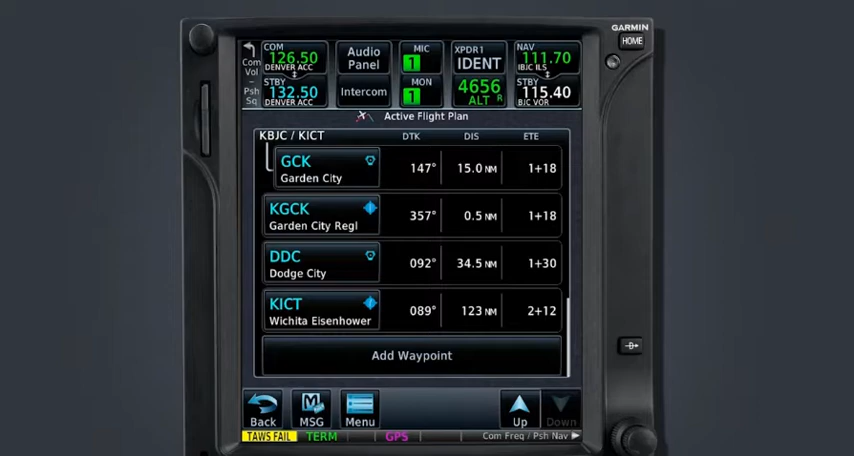 GARMIN
HOME
Com
Vol
Psh
Sq
COM
126.50
DENVER ACC
STBY
132.50
DENVER ACC
Audio
Panel
Intercom
MIC
1
MON
1
XPDR1
IDENT
4656
ALT R
NAV
111.70
IBJC ILS
STBY
115.40
BJC VOR
Active Flight Plan
KBJC / KICT DTK DIS ETE
GCK
Garden City
147° 15.0 NM 1+18
KGCK
Garden City Regl
357° 0.5 NM 1+18
DDC
Dodge City
092° 34.5 NM 1+30
KICT
Wichita Eisenhower
089° 123 NM 2+12
Add Waypoint
Back
MSG
Menu
Up
Down
TAWS FAIL TERM GPS Com Freq / Psh Nav